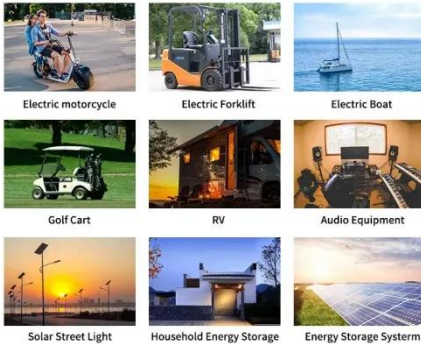 Electric motorcycle
Electric Forklift
Electric Boat
Golf Cart
RV
Audio Equipment
Solar Street Light
Household Energy Storage
Energy Storage Systerm